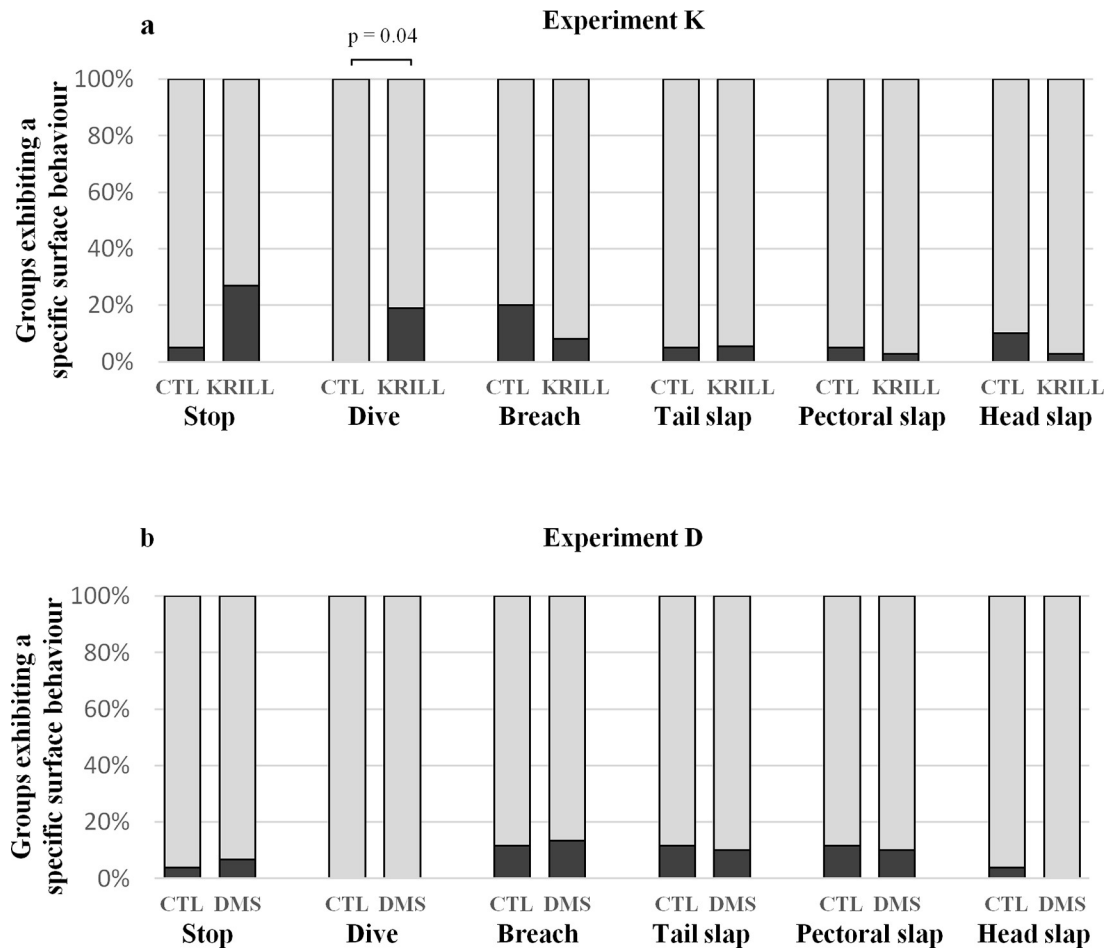 a
Experiment K
p = 0.04
Groups exhibiting a
specific surface behaviour
100%
80%
60%
40%
20%
0%
CTL KRILL CTL KRILL CTL KRILL CTL KRILL CTL KRILL CTL KRILL
Stop Dive Breach Tail slap Pectoral slap Head slap
b
Experiment D
Groups exhibiting a
specific surface behaviour
100%
80%
60%
40%
20%
0%
CTL DMS CTL DMS CTL DMS CTL DMS CTL DMS CTL DMS
Stop Dive Breach Tail slap Pectoral slap Head slap